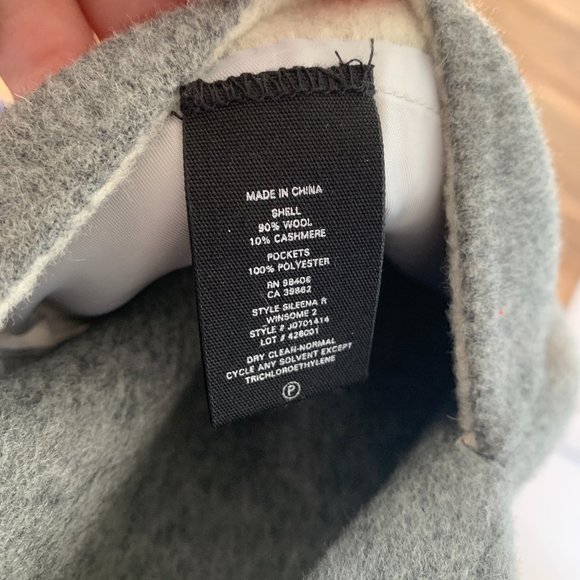 MADE IN CHINA
SHELL
90% WOOL
10% CASHMERE
POCKETS
100% POLYESTER
RN 98406
CA 39862
STYLE SILEENA R
WINSOME 2
STYLE # J0701414
LOT # 428001
DRY CLEAN-NORMAL
CYCLE ANY SOLVENT EXCEPT
TRICHLOROETHYLENE
P